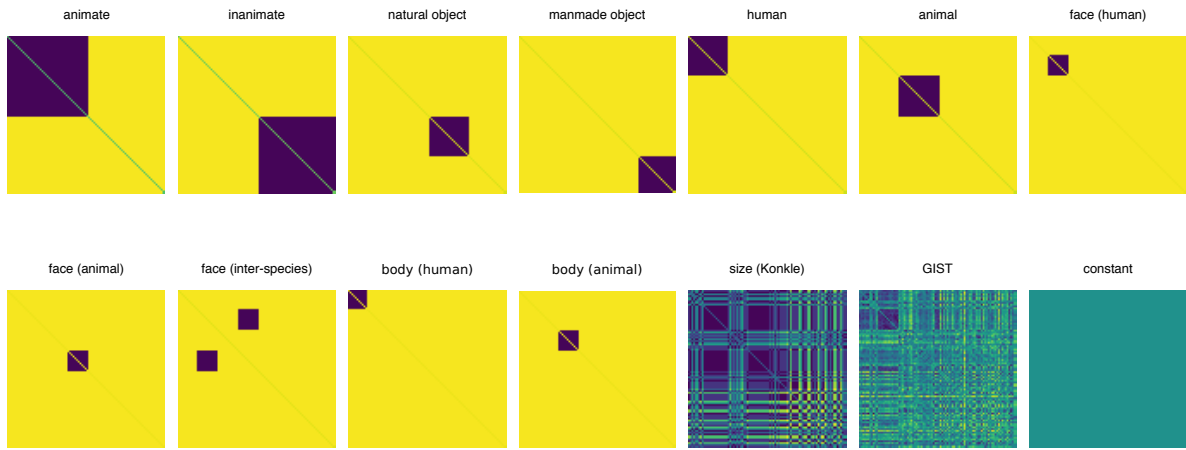 animate
inanimate
natural object
manmade object
human
animal
face (human)
face (animal)
face (inter-species)
body (human)
body (animal)
size (Konkle)
GIST
constant